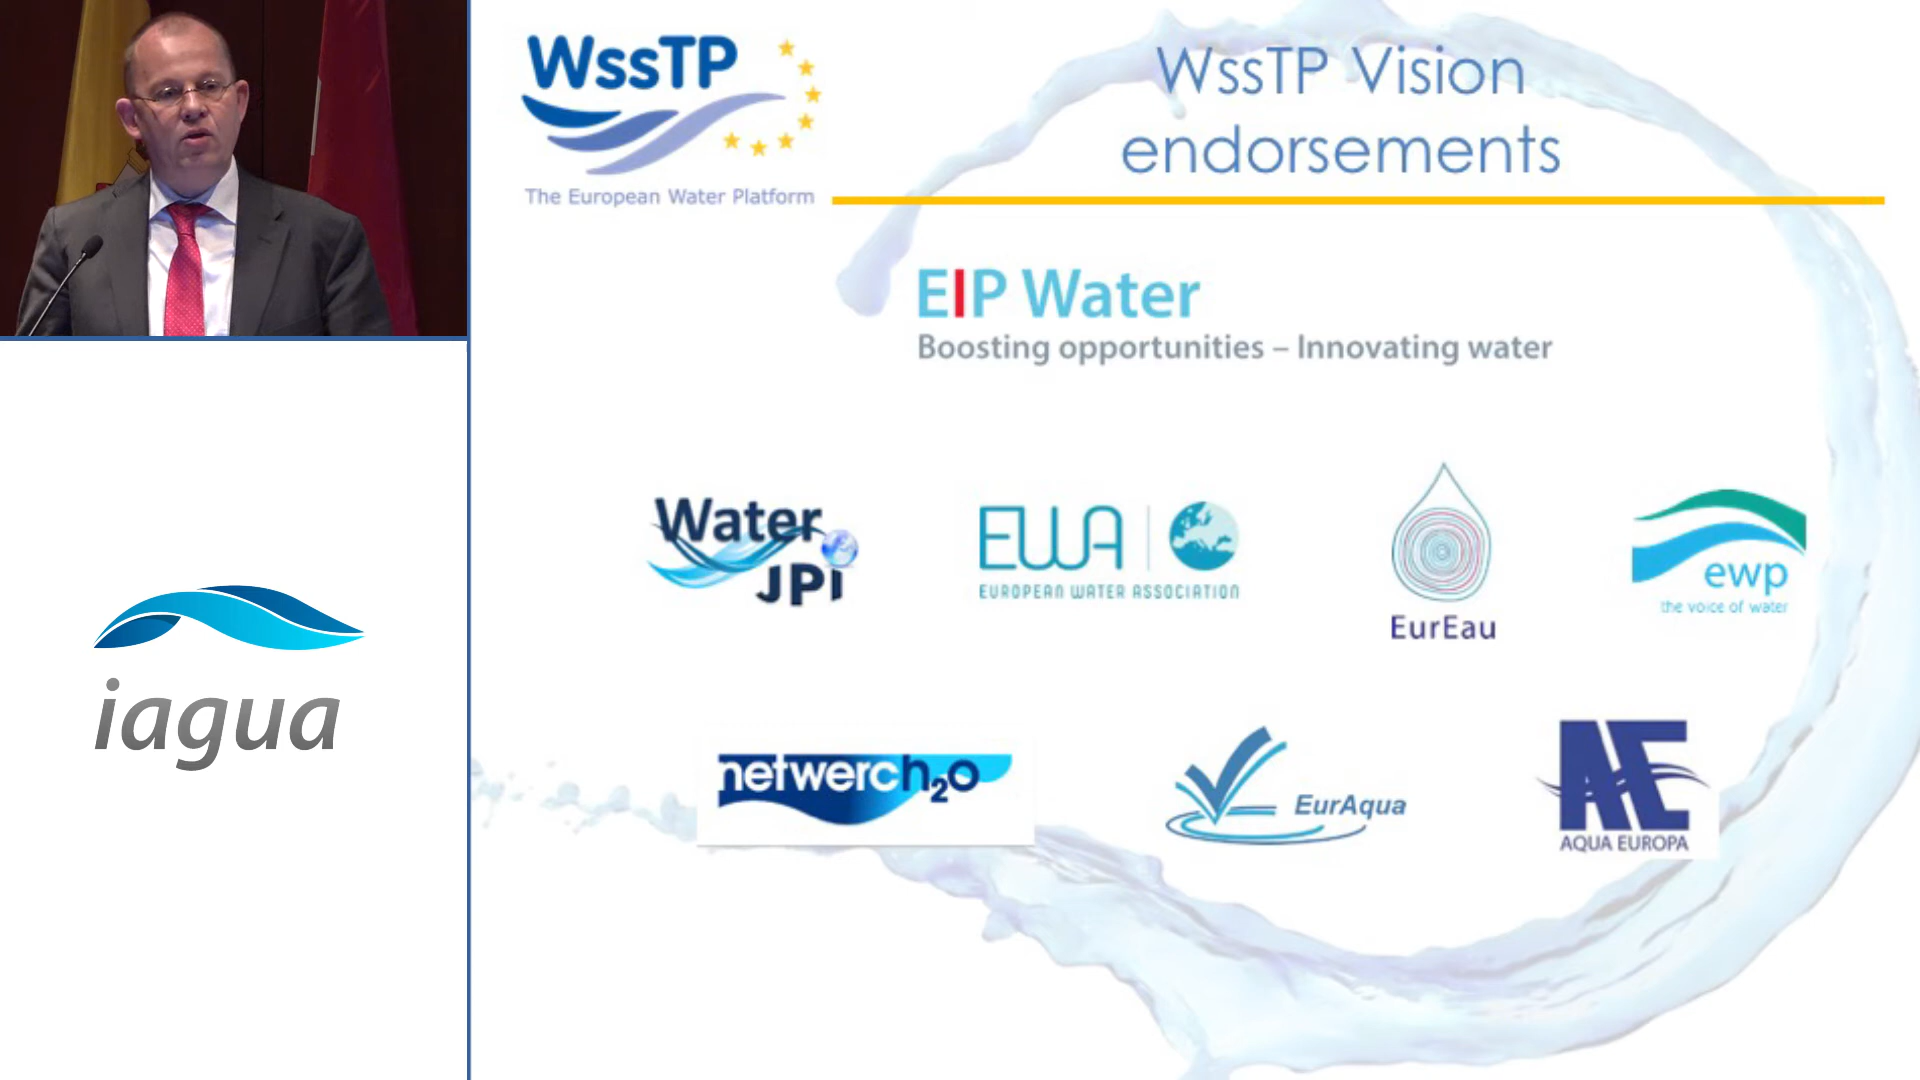 WssTP
The European Water Platform
WssTP Vision
endorsements
EIP Water
Boosting opportunities – Innovating water
Water
JPI
EWA
EUROPEAN WATER ASSOCIATION
EurEau
ewp
the voice of water
iagua
netwerch2o
EurAqua
AE
AQUA EUROPA